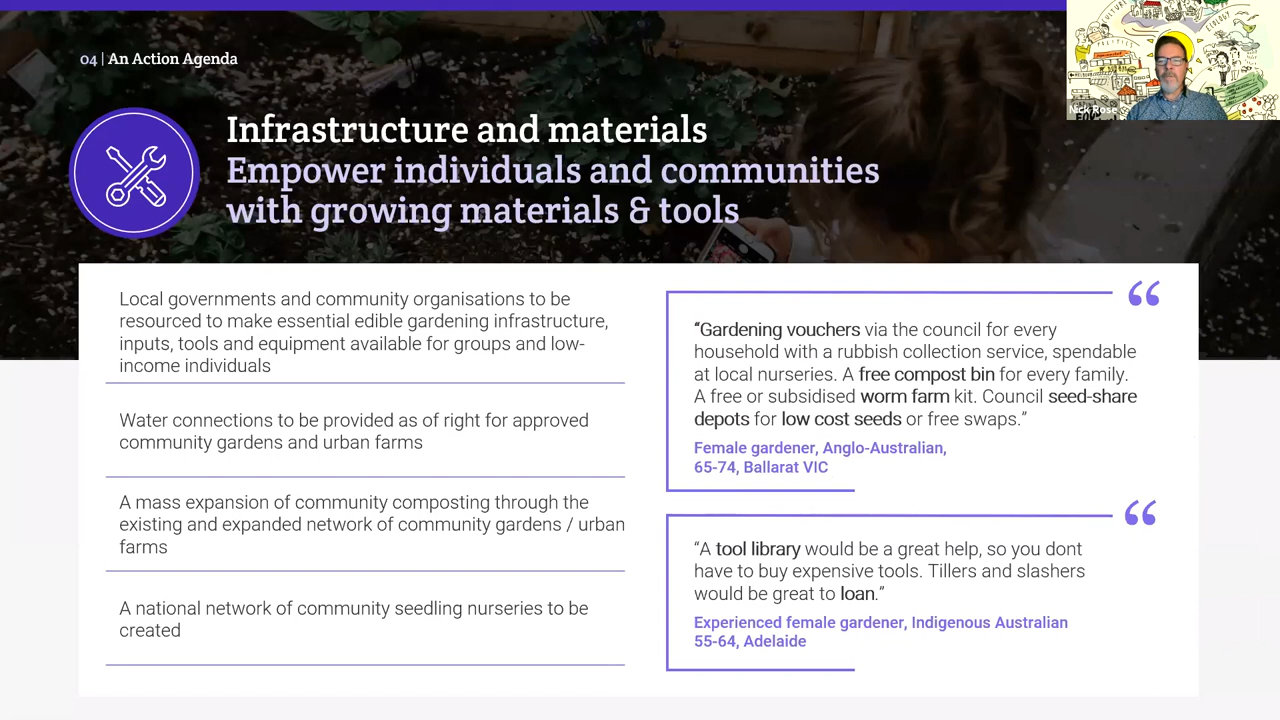 04 | An Action Agenda
Infrastructure and materials
Empower individuals and communities
with growing materials & tools
Local governments and community organisations to be
resourced to make essential edible gardening infrastructure,
inputs, tools and equipment available for groups and low-
income individuals
Water connections to be provided as of right for approved
community gardens and urban farms
A mass expansion of community composting through the
existing and expanded network of community gardens / urban
farms
A national network of community seedling nurseries to be
created
“
“Gardening vouchers via the council for every
household with a rubbish collection service, spendable
at local nurseries. A free compost bin for every family.
A free or subsidised worm farm kit. Council seed-share
depots for low cost seeds or free swaps.”
Female gardener, Anglo-Australian,
65-74, Ballarat VIC
“
“A tool library would be a great help, so you dont
have to buy expensive tools. Tillers and slashers
would be great to loan.”
Experienced female gardener, Indigenous Australian
55-64, Adelaide
POLITICS
ECOLOGY
Nick Rose